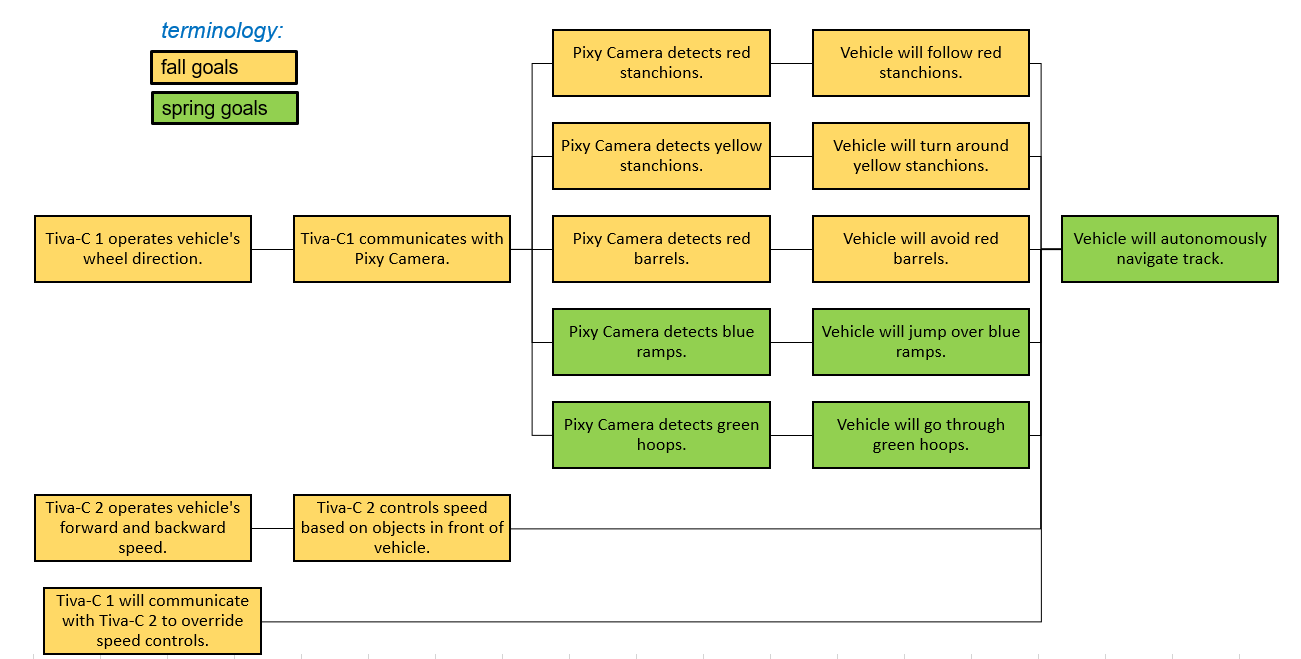 terminology:
fall goals
spring goals
Pixy Camera detects red
stanchions.
Vehicle will follow red
stanchions.
Pixy Camera detects yellow
stanchions.
Vehicle will turn around
yellow stanchions.
Tiva-C 1 operates vehicle's
wheel direction.
Tiva-C1 communicates with
Pixy Camera.
Pixy Camera detects red
barrels.
Vehicle will avoid red
barrels.
Vehicle will autonomously
navigate track.
Pixy Camera detects blue
ramps.
Vehicle will jump over blue
ramps.
Pixy Camera detects green
hoops.
Vehicle will go through
green hoops.
Tiva-C 2 operates vehicle's
forward and backward
speed.
Tiva-C 2 controls speed
based on objects in front of
vehicle.
Tiva-C 1 will communicate
with Tiva-C 2 to override
speed controls.